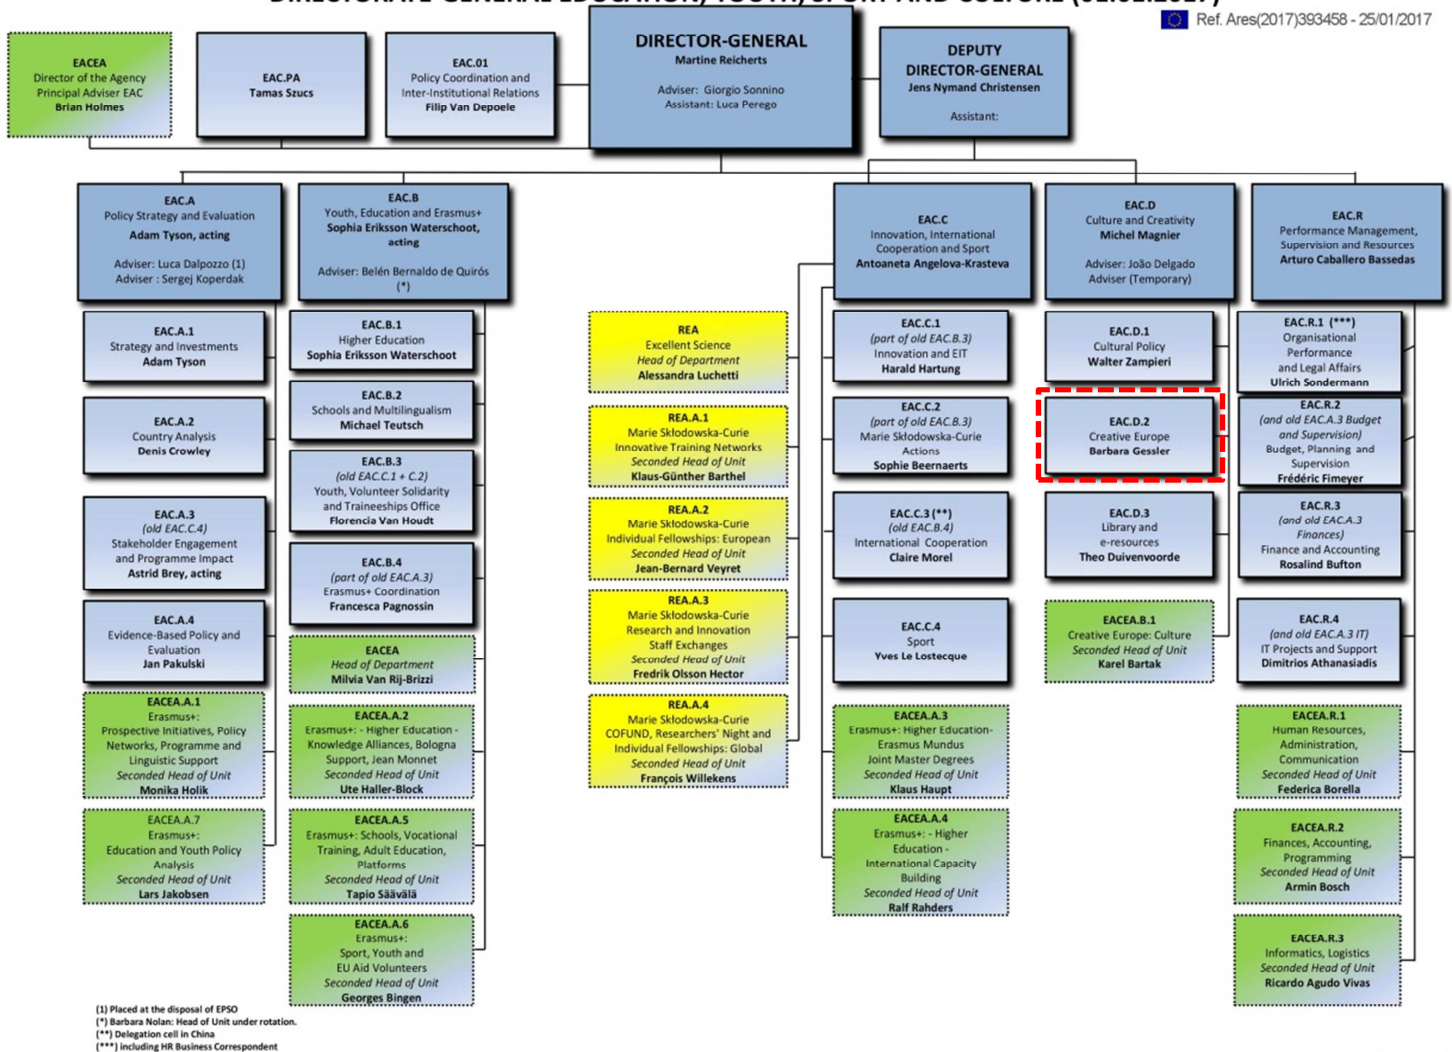 DIRECTORATE-GENERAL EDUCATION, YOUTH, SPORT AND CULTURE (01.02.2017)
Ref. Ares(2017)393458 - 25/01/2017
EACEA
Director of the Agency
Principal Adviser EAC
Brian Holmes
EAC.PA
Tamas Szucs
EAC.01
Policy Coordination and
Inter-Institutional Relations
Filip Van Depoele
DIRECTOR-GENERAL
Martine Reicherts
Adviser: Giorgio Sonnino
Assistant: Luca Perego
DEPUTY
DIRECTOR-GENERAL
Jens Nymand Christensen
Assistant:
EAC.A
Policy Strategy and Evaluation
Adam Tyson, acting
Adviser: Luca Dalpozzo (1)
Adviser : Sergej Koperdak
EAC.A.1
Strategy and Investments
Adam Tyson
EAC.A.2
Country Analysis
Denis Crowley
EAC.A.3
(old EAC.C.4)
Stakeholder Engagement
and Programme Impact
Astrid Brey, acting
EAC.A.4
Evidence-Based Policy and
Evaluation
Jan Pakulski
EACEA.A.1
Erasmus+:
Prospective Initiatives, Policy
Networks, Programme and
Linguistic Support
Seconded Head of Unit
Monika Holik
EACEA.A.7
Erasmus+:
Education and Youth Policy
Analysis
Seconded Head of Unit
Lars Jakobsen
EAC.B
Youth, Education and Erasmus+
Sophia Eriksson Waterschoot,
acting
Adviser: Belén Bernaldo de Quirós
(*)
EAC.B.1
Higher Education
Sophia Eriksson Waterschoot
EAC.B.2
Schools and Multilingualism
Michael Teutsch
EAC.B.3
(old EAC.C.1 + C.2)
Youth, Volunteer Solidarity
and Traineeships Office
Florencia Van Houdt
EAC.B.4
(part of old EAC.A.3)
Erasmus+ Coordination
Francesca Pagnossin
EACEA
Head of Department
Milvia Van Rij-Brizzi
EACEA.A.2
Erasmus+: - Higher Education -
Knowledge Alliances, Bologna
Support, Jean Monnet
Seconded Head of Unit
Ute Haller-Block
EACEA.A.5
Erasmus+: Schools, Vocational
Training, Adult Education,
Platforms
Seconded Head of Unit
Tapio Säävälä
EACEA.A.6
Erasmus+:
Sport, Youth and
EU Aid Volunteers
Seconded Head of Unit
Georges Bingen
REA
Excellent Science
Head of Department
Alessandra Luchetti
REA.A.1
Marie Skłodowska-Curie
Innovative Training Networks
Seconded Head of Unit
Klaus-Günther Barthel
REA.A.2
Marie Skłodowska-Curie
Individual Fellowships: European
Seconded Head of Unit
Jean-Bernard Veyret
REA.A.3
Marie Skłodowska-Curie
Research and Innovation
Staff Exchanges
Seconded Head of Unit
Fredrik Olsson Hector
REA.A.4
Marie Skłodowska-Curie
COFUND, Researchers' Night and
Individual Fellowships: Global
Seconded Head of Unit
François Willekens
EAC.C
Innovation, International
Cooperation and Sport
Antoaneta Angelova-Krasteva
EAC.C.1
(part of old EAC.B.3)
Innovation and EIT
Harald Hartung
EAC.C.2
(part of old EAC.B.3)
Marie Skłodowska-Curie
Actions
Sophie Beernaerts
EAC.C.3 (**)
(old EAC.B.4)
International Cooperation
Claire Morel
EAC.C.4
Sport
Yves Le Lostecque
EACEA.A.3
Erasmus+: Higher Education-
Erasmus Mundus
Joint Master Degrees
Seconded Head of Unit
Klaus Haupt
EACEA.A.4
Erasmus+: - Higher
Education -
International Capacity
Building
Seconded Head of Unit
Ralf Rahders
EAC.D
Culture and Creativity
Michel Magnier
Adviser: João Delgado
Adviser (Temporary)
EAC.D.1
Cultural Policy
Walter Zampieri
EAC.D.2
Creative Europe
Barbara Gessler
EAC.D.3
Library and
e-resources
Theo Duivenvoorde
EACEA.B.1
Creative Europe: Culture
Seconded Head of Unit
Karel Bartak
EAC.R
Performance Management,
Supervision and Resources
Arturo Caballero Bassedas
EAC.R.1 (***)
Organisational
Performance
and Legal Affairs
Ulrich Sondermann
EAC.R.2
(and old EAC.A.3 Budget
and Supervision)
Budget, Planning and
Supervision
Frédéric Fimeyer
EAC.R.3
(and old EAC.A.3
Finances)
Finance and Accounting
Rosalind Bufton
EAC.R.4
(and old EAC.A.3 IT)
IT Projects and Support
Dimitrios Athanasiadis
EACEA.R.1
Human Resources,
Administration,
Communication
Seconded Head of Unit
Federica Borella
EACEA.R.2
Finances, Accounting,
Programming
Seconded Head of Unit
Armin Bosch
EACEA.R.3
Informatics, Logistics
Seconded Head of Unit
Ricardo Agudo Vivas
(1) Placed at the disposal of EPSO
(*) Barbara Nolan: Head of Unit under rotation.
(**) Delegation cell in China
(***) including HR Business Correspondent